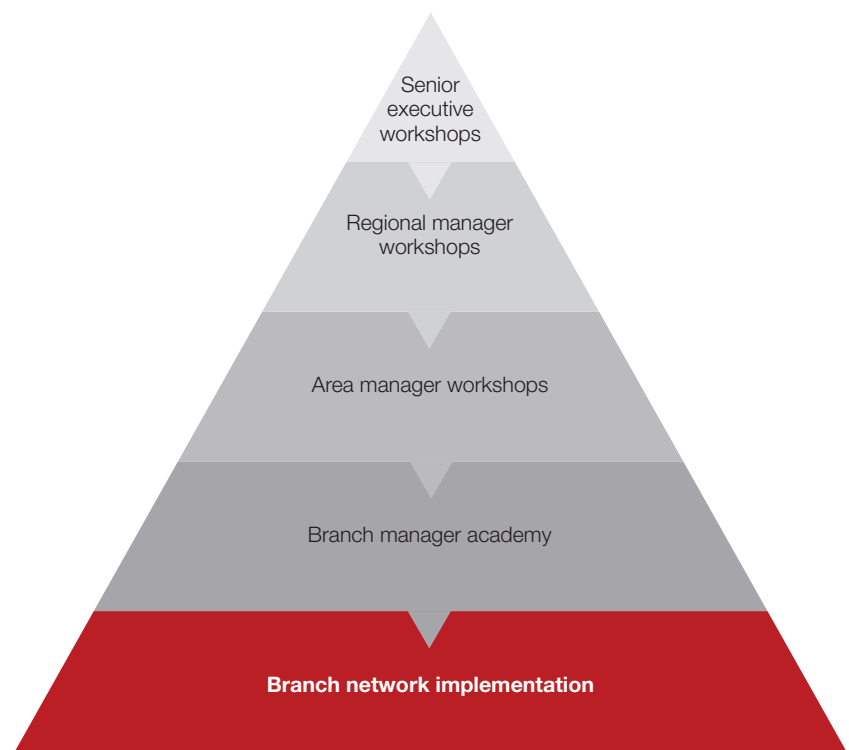 Senior
executive
workshops
Regional manager
workshops
Area manager workshops
Branch manager academy
Branch network implementation